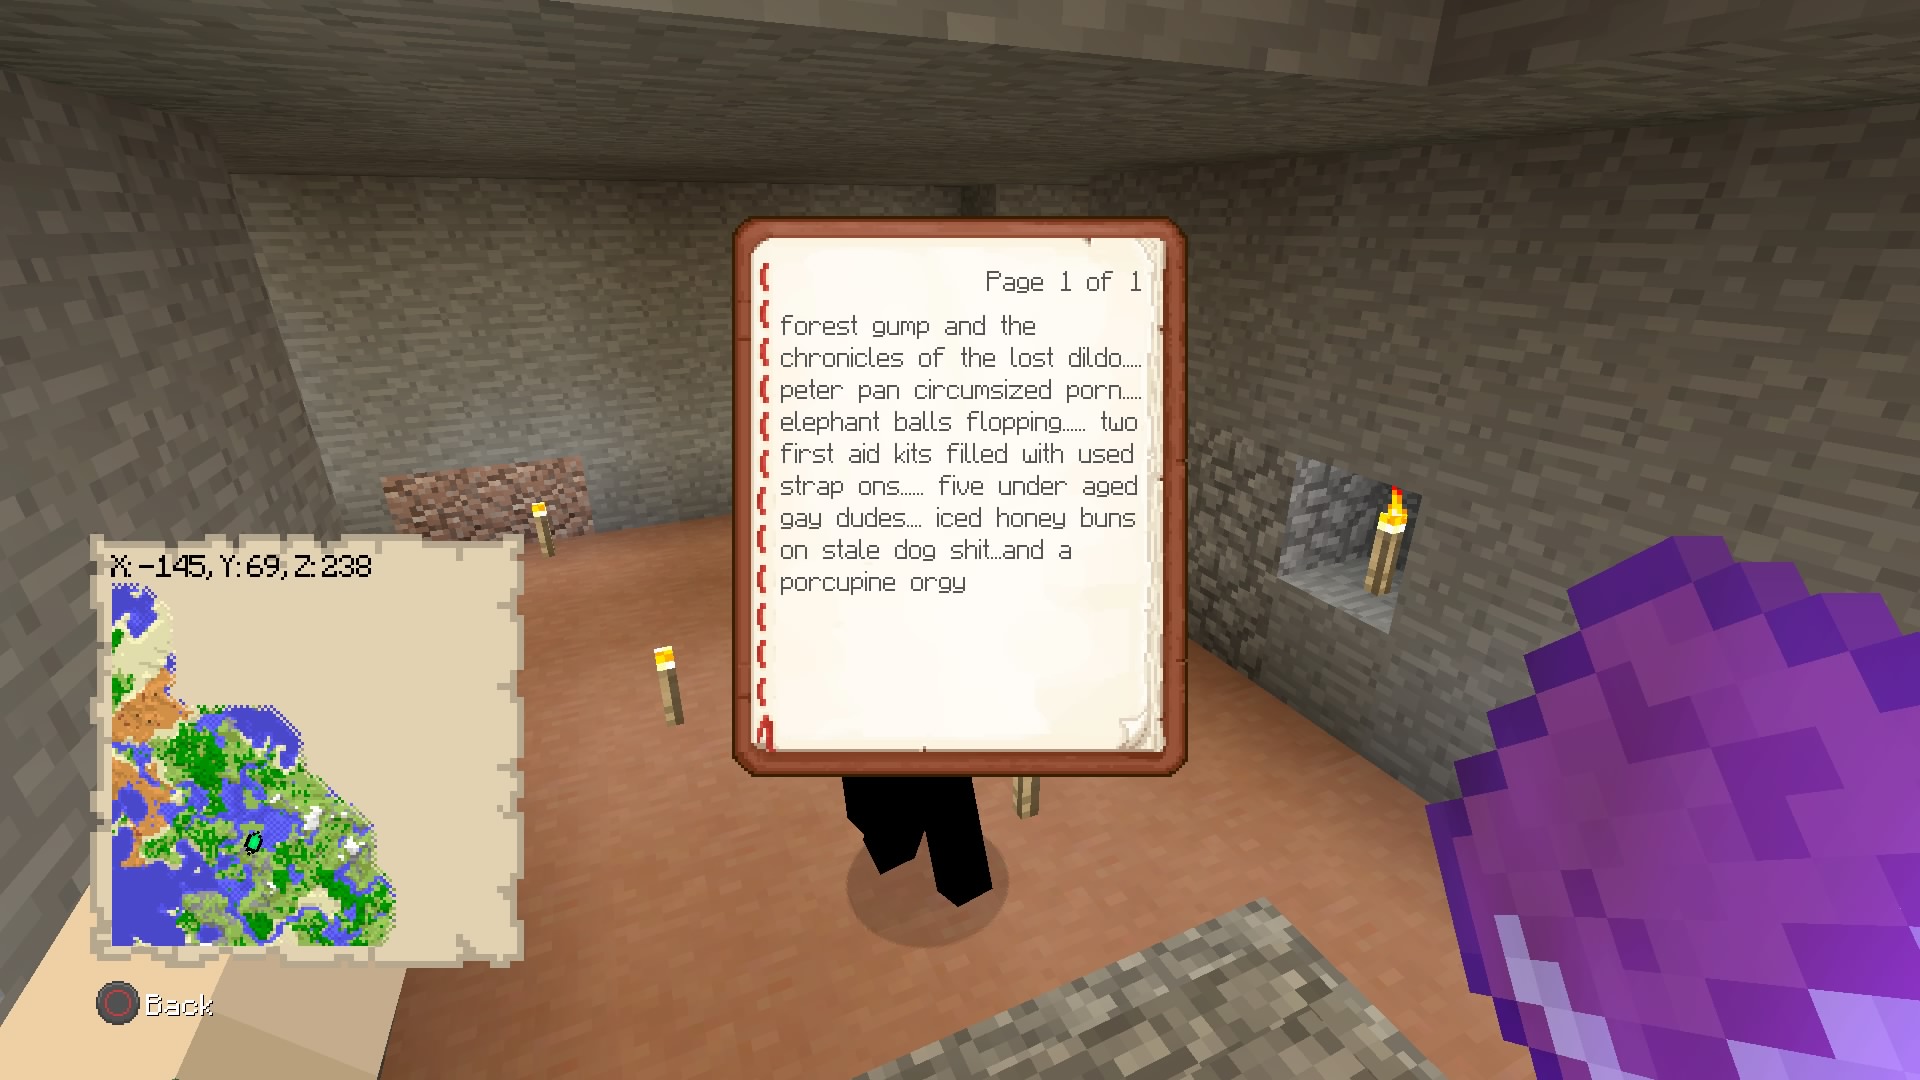 Page 1 of 1
forest gump and the
chronicles of the lost dildo.....
peter pan circumsized porn.....
elephant balls flopping..... two
first aid kits filled with used
strap ons..... five under aged
gay dudes.... iced honey buns
on stale dog shit...and a
porcupine orgy
X: -145, Y: 69, Z: 238
Back